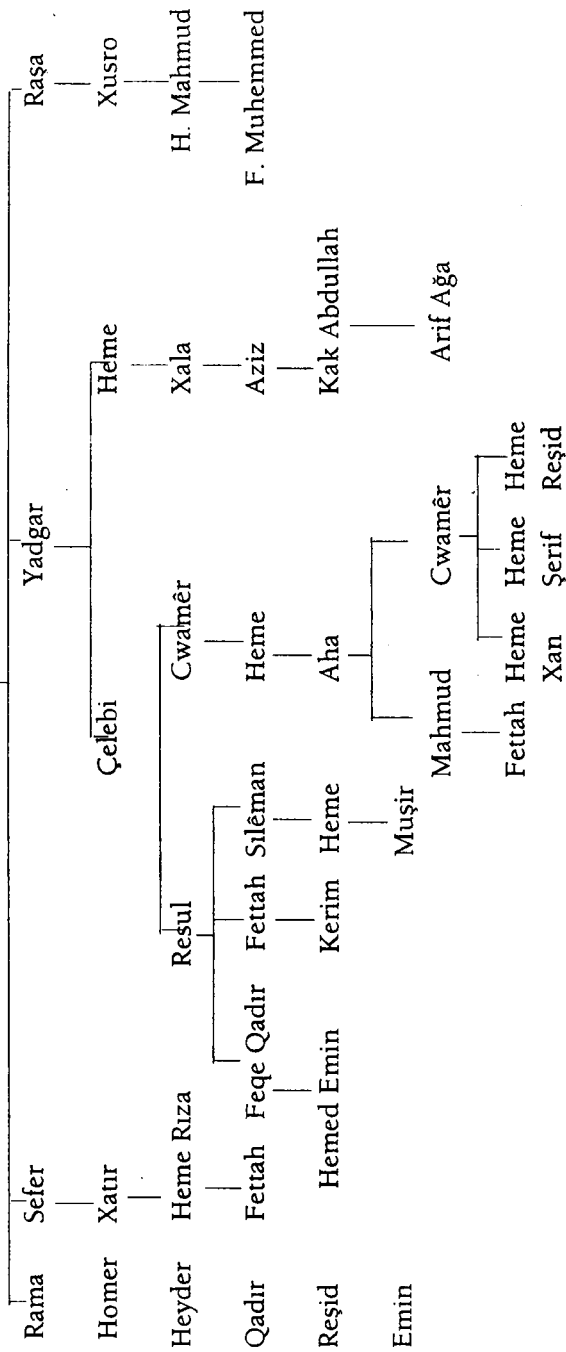 Rama Sefer Yadgar Raşa
Homer Xatır Çelebi Heme Xusro
Heyder Heme Rıza Resul Cwamêr Xala H. Mahmud
Qadır Fettah Feqe Qadır Fettah Sılêman Heme Aziz F. Muhemmed
Reşid Hemed Emin Kerim Heme Aha Kak Abdullah
Emin Muşir Mahmud Cwamêr Arif Ağa
Fettah Heme Heme Heme
Xan Şerif Reşid